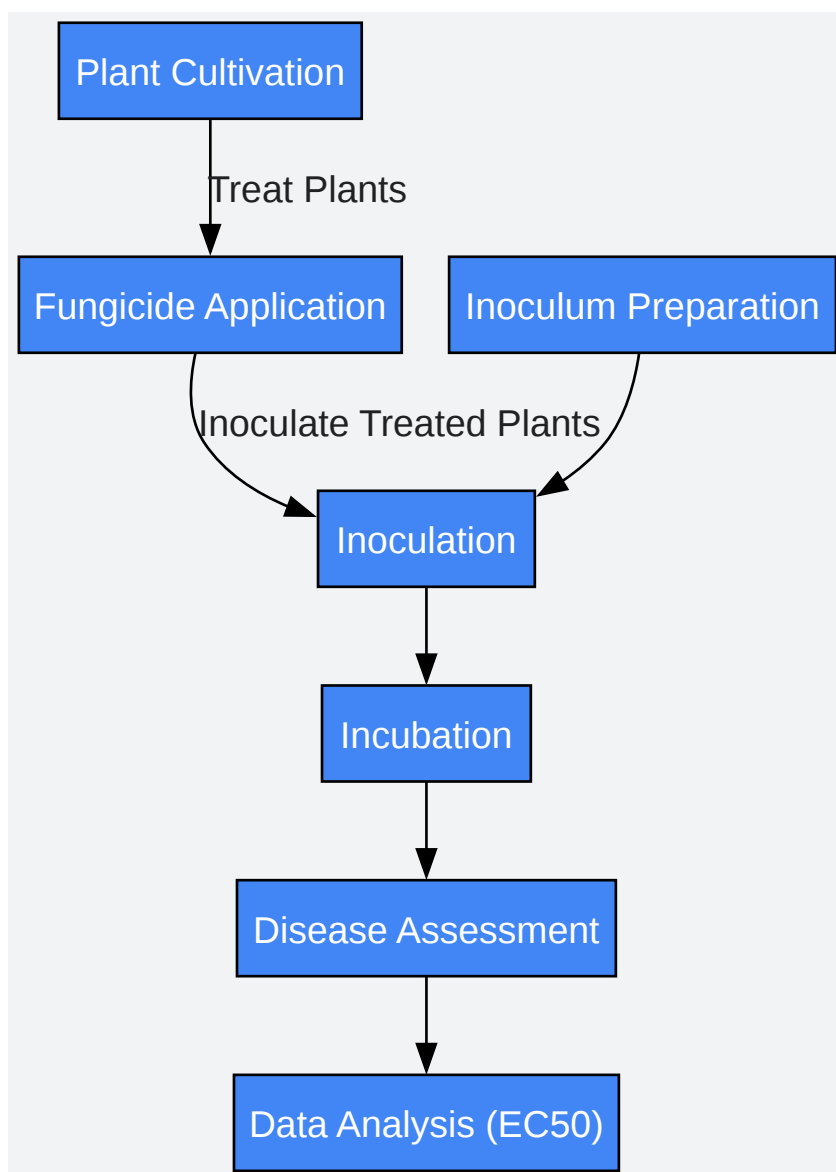 Plant Cultivation
Treat Plants
Fungicide Application
Inoculum Preparation
Inoculate Treated Plants
Inoculation
Incubation
Disease Assessment
Data Analysis (EC50)